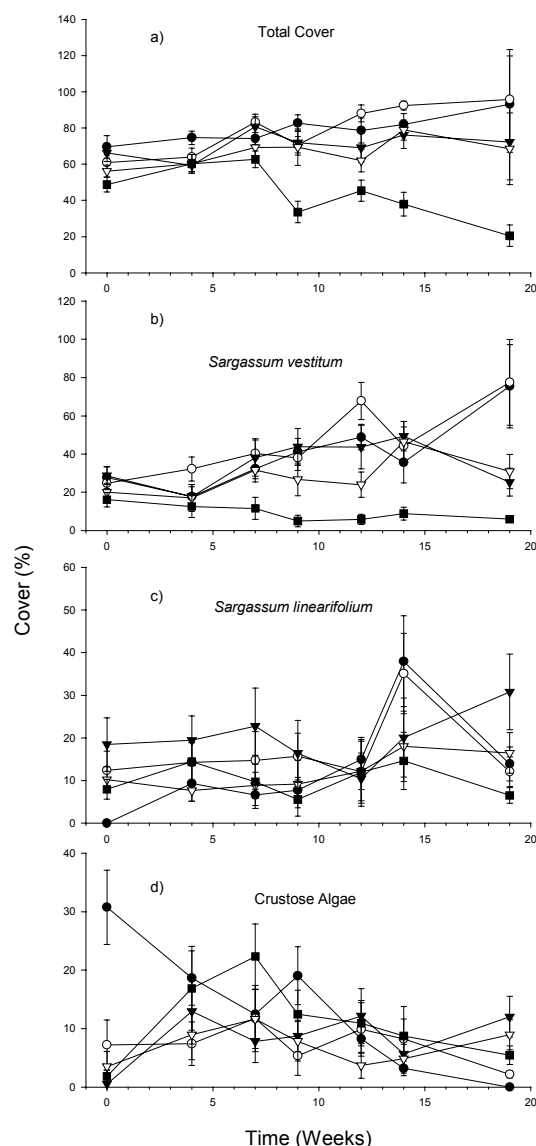 a) Total Cover
140
120
100
80
60
40
20
0
0 5 10 15 20
b)
Sargassum vestitum
120
100
80
60
40
20
0
0 5 10 15 20
c)
Sargassum linearifolium
60
50
40
30
20
10
0
0 5 10 15 20
d)
Crustose Algae
40
30
20
10
0
0 5 10 15 20
Cover (%)
Time (Weeks)